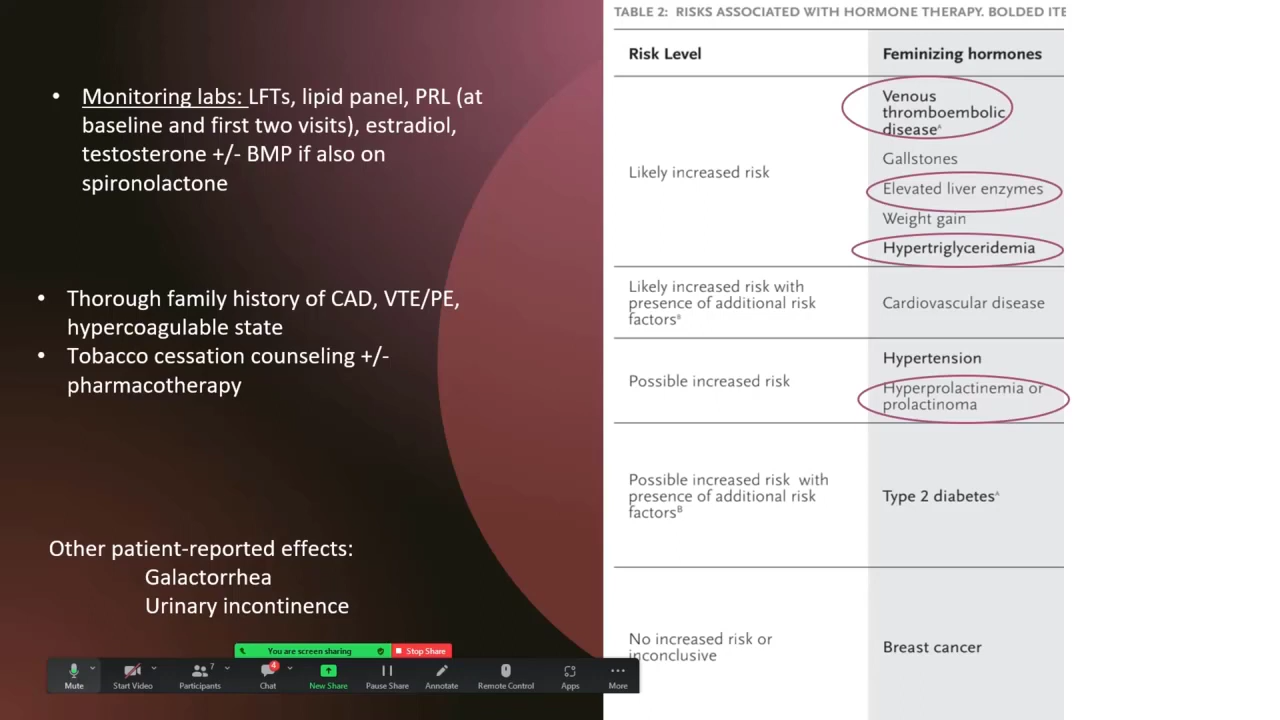 • Monitoring labs: LFTs, lipid panel, PRL (at
baseline and first two visits), estradiol,
testosterone +/- BMP if also on
spironolactone
• Thorough family history of CAD, VTE/PE,
hypercoagulable state
• Tobacco cessation counseling +/-
pharmacotherapy
Other patient-reported effects:
Galactorrhea
Urinary incontinence
TABLE 2: RISKS ASSOCIATED WITH HORMONE THERAPY. BOLDED ITE
Risk Level
Feminizing hormones
Likely increased risk
Venous
thromboembolic
diseaseᴬ
Gallstones
Elevated liver enzymes
Weight gain
Hypertriglyceridemia
Likely increased risk with
presence of additional risk
factorsᴮ
Cardiovascular disease
Possible increased risk
Hypertension
Hyperprolactinemia or
prolactinoma
Possible increased risk with
presence of additional risk
factorsᴮ
Type 2 diabetesᴬ
No increased risk or
inconclusive
Breast cancer
You are screen sharing
Stop Share
Mute
Start Video
7
Participants
4
Chat
New Share
Pause Share
Annotate
Remote Control
Apps
More